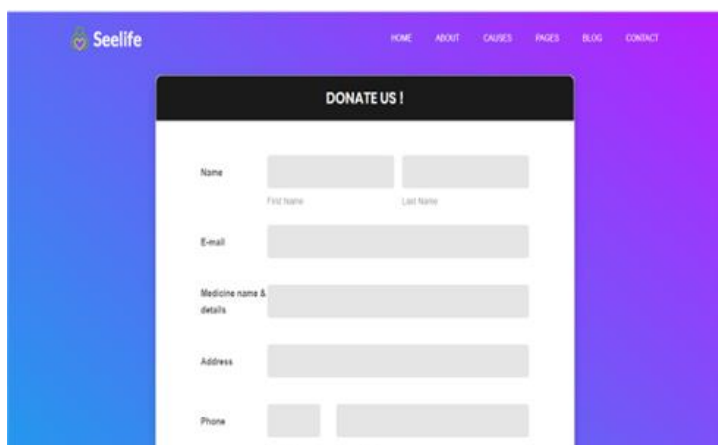 Seelife
HOME ABOUT CAUSES PAGES BLOG CONTACT
DONATE US !
Name
First Name Last Name
E-mail
Medicine name &
details
Address
Phone